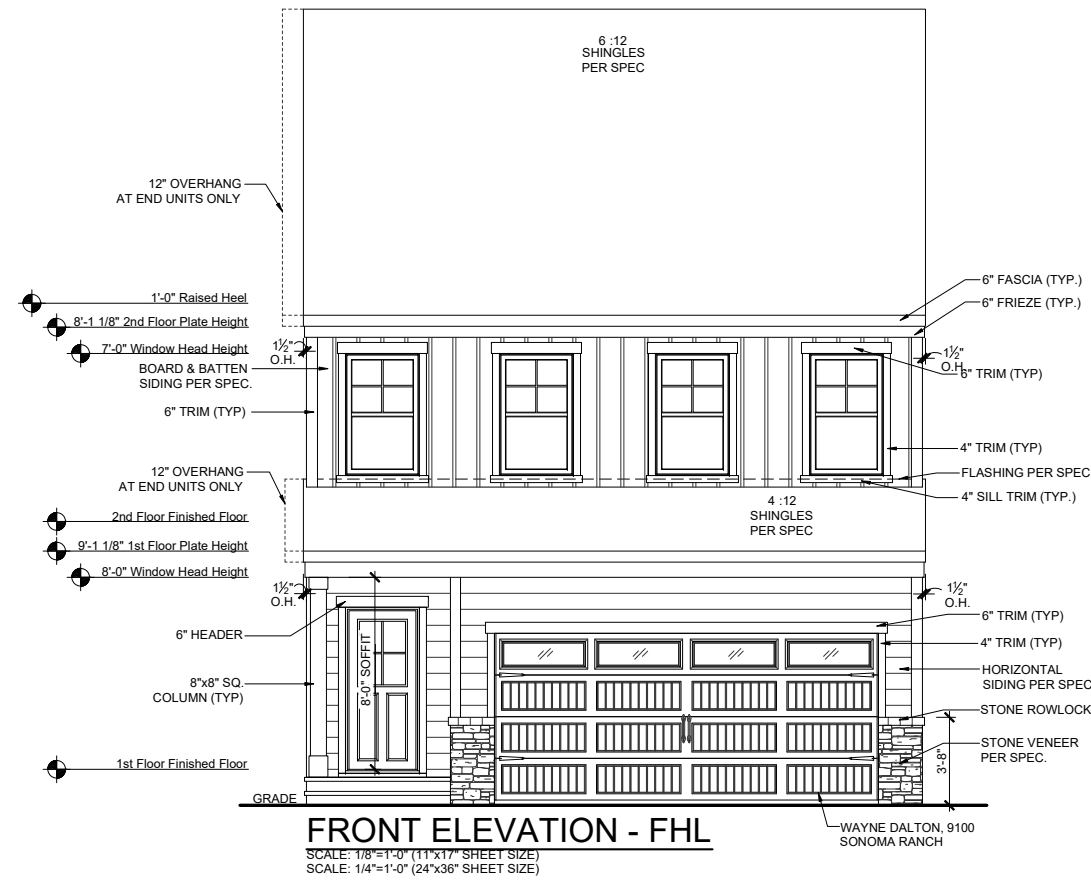 6 :12
SHINGLES
PER SPEC
12" OVERHANG
AT END UNITS ONLY
1'-0" Raised Heel
8'-1 1/8" 2nd Floor Plate Height
7'-0" Window Head Height
BOARD & BATTEN
SIDING PER SPEC.
6" TRIM (TYP)
12" OVERHANG
AT END UNITS ONLY
2nd Floor Finished Floor
9'-1 1/8" 1st Floor Plate Height
8'-0" Window Head Height
6" HEADER
8"x8" SQ.
COLUMN (TYP)
1st Floor Finished Floor
GRADE
1½"
O.H.
1½"
O.H.
8'-0" SOFFIT
4 :12
SHINGLES
PER SPEC
6" FASCIA (TYP.)
6" FRIEZE (TYP.)
1½"
O.H.
6" TRIM (TYP)
4" TRIM (TYP)
FLASHING PER SPEC
4" SILL TRIM (TYP.)
1½"
O.H.
6" TRIM (TYP)
4" TRIM (TYP)
HORIZONTAL
SIDING PER SPEC
STONE ROWLOCK
STONE VENEER
PER SPEC.
3'-8"
WAYNE DALTON, 9100
SONOMA RANCH
FRONT ELEVATION - FHL
SCALE: 1/8"=1'-0" (11"x17" SHEET SIZE)
SCALE: 1/4"=1'-0" (24"x36" SHEET SIZE)